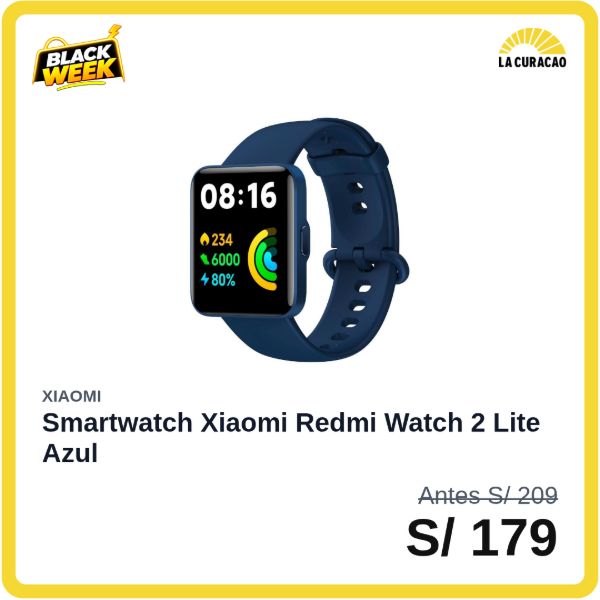 BLACK
WEEK
LA CURACAO
08:16
234
6000
80%
XIAOMI
Smartwatch Xiaomi Redmi Watch 2 Lite
Azul
Antes S/ 209
S/ 179